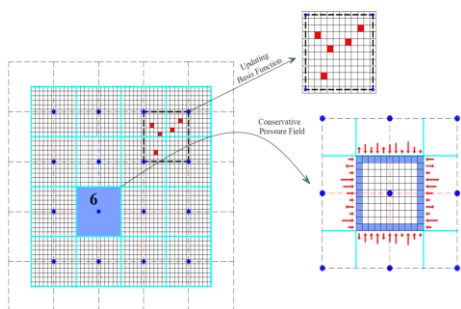 Updating
Basis Function
Conservative
Pressure Field
6